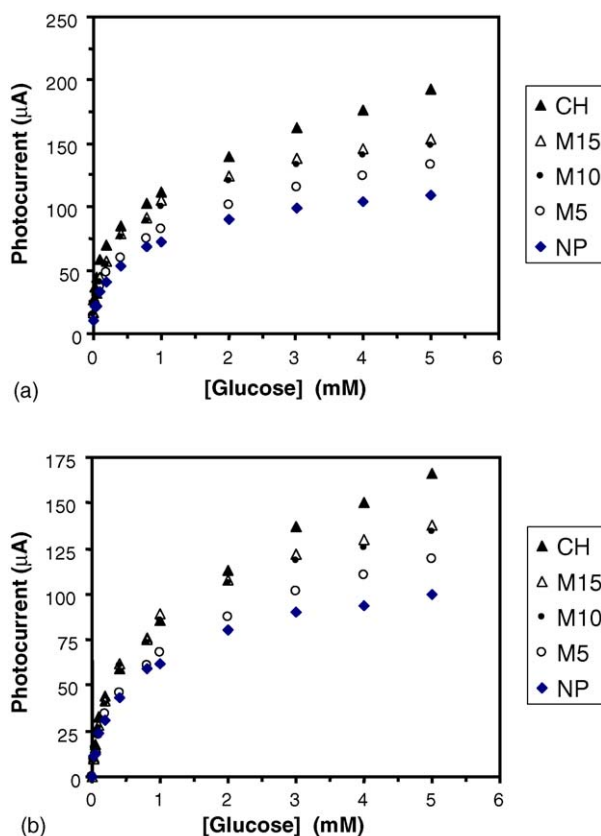 250
200
150
100
50
0
Photocurrent (μA)
0 1 2 3 4 5 6
[Glucose] (mM)
(a)
CH
M15
M10
M5
NP
175
150
125
100
75
50
25
0
Photocurrent (μA)
0 1 2 3 4 5 6
[Glucose] (mM)
(b)
CH
M15
M10
M5
NP